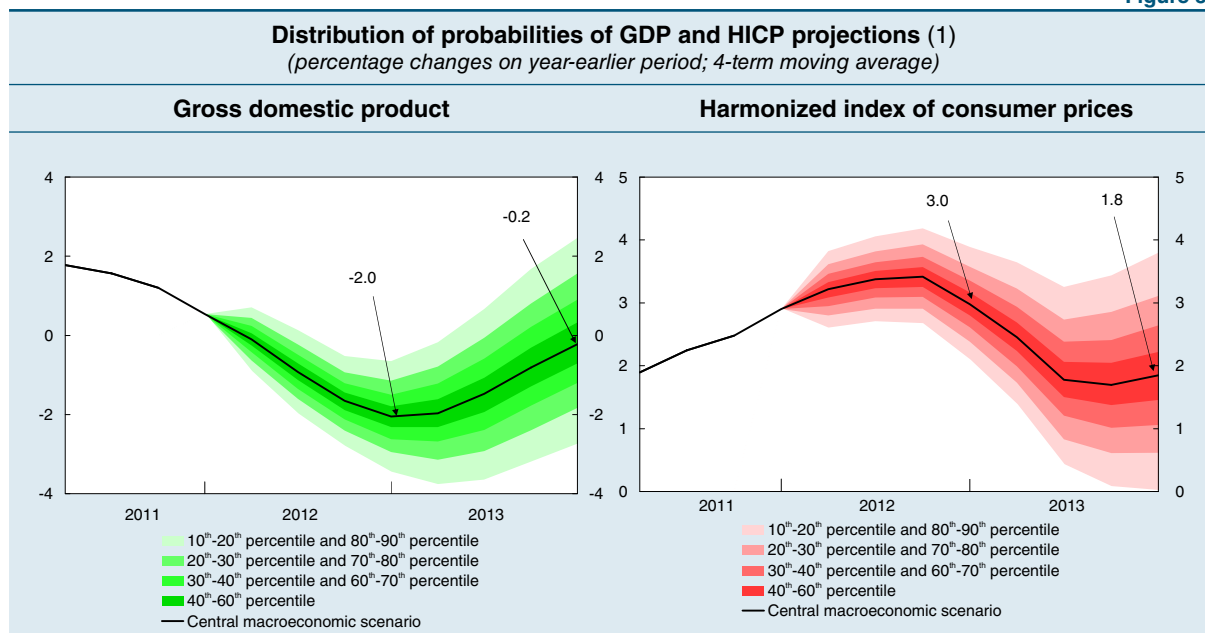 Distribution of probabilities of GDP and HICP projections (1)
(percentage changes on year-earlier period; 4-term moving average)
Gross domestic product
Harmonized index of consumer prices
4
2
0
-2
-4
4
2
0
-2
-4
-2.0
-0.2
2011
2012
2013
10th-20th percentile and 80th-90th percentile
20th-30th percentile and 70th-80th percentile
30th-40th percentile and 60th-70th percentile
40th-60th percentile
Central macroeconomic scenario
5
4
3
2
1
0
5
4
3
2
1
0
3.0
1.8
2011
2012
2013
10th-20th percentile and 80th-90th percentile
20th-30th percentile and 70th-80th percentile
30th-40th percentile and 60th-70th percentile
40th-60th percentile
Central macroeconomic scenario